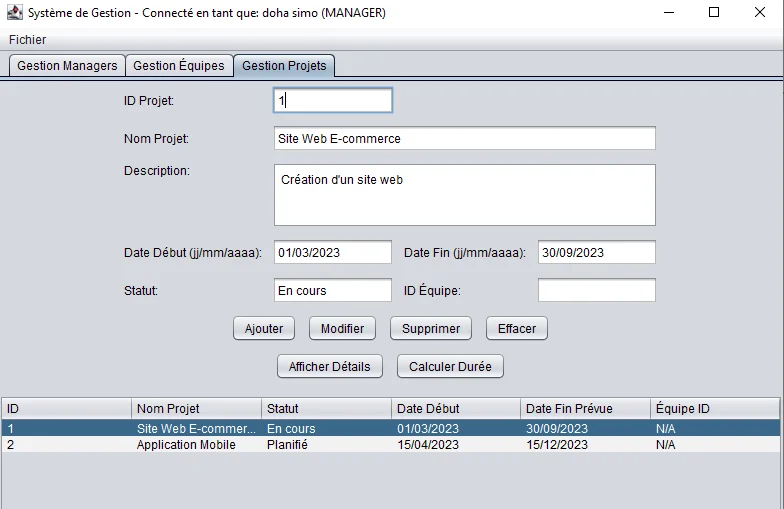 Système de Gestion - Connecté en tant que: doha simo (MANAGER)
Fichier
Gestion Managers Gestion Équipes Gestion Projets
ID Projet: 1
Nom Projet: Site Web E-commerce
Description: Création d'un site web
Date Début (jj/mm/aaaa): 01/03/2023 Date Fin (jj/mm/aaaa): 30/09/2023
Statut: En cours ID Équipe:
Ajouter Modifier Supprimer Effacer
Afficher Détails Calculer Durée
ID Nom Projet Statut Date Début Date Fin Prévue Équipe ID
1 Site Web E-commer... En cours 01/03/2023 30/09/2023 N/A
2 Application Mobile Planifié 15/04/2023 15/12/2023 N/A